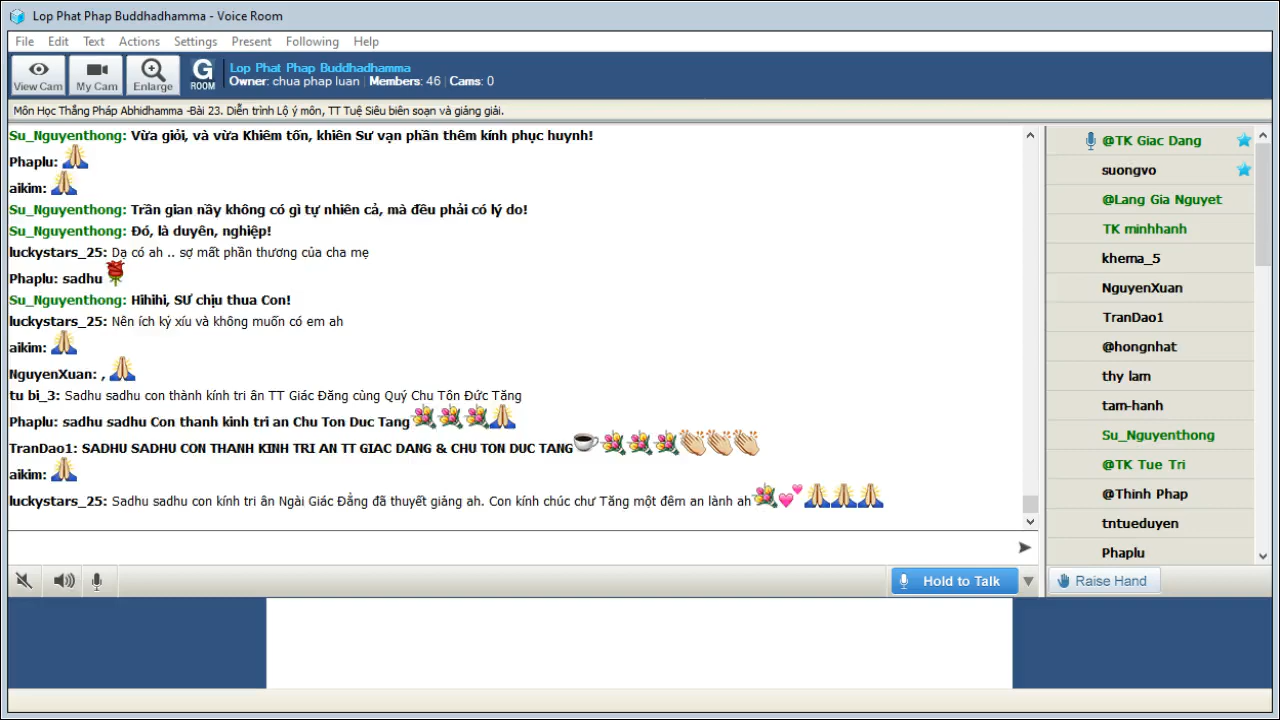 Lop Phat Phap Buddhadhamma - Voice Room
File Edit Text Actions Settings Present Following Help
View Cam My Cam Enlarge G ROOM
Lop Phat Phap Buddhadhamma
Owner: chua phap luan Members: 46 Cams: 0
Môn Học Thắng Pháp Abhidhamma -Bài 23. Diễn trình Lộ ý môn, TT Tuệ Siêu biên soạn và giảng giải.
Su_Nguyenthong: Vừa giỏi, và vừa Khiêm tốn, khiên Sư vạn phần thêm kính phục huynh!
Phaplu:
aikim:
Su_Nguyenthong: Trần gian nầy không có gì tự nhiên cả, mà đều phải có lý do!
Su_Nguyenthong: Đó, là duyên, nghiệp!
luckystars_25: Dạ có ah .. sợ mất phần thương của cha mẹ
Phaplu: sadhu
Su_Nguyenthong: Hihihi, SƯ chịu thua Con!
luckystars_25: Nên ích kỷ xíu và không muốn có em ah
aikim:
NguyenXuan: ,
tu bi_3: Sadhu sadhu con thành kính tri ân TT Giác Đăng cùng Quý Chu Tôn Đức Tăng
Phaplu: sadhu sadhu Con thanh kinh tri an Chu Ton Duc Tang
TranDao1: SADHU SADHU CON THANH KINH TRI AN TT GIAC DANG & CHU TON DUC TANG
aikim:
luckystars_25: Sadhu sadhu con kính tri ân Ngài Giác Đẳng đã thuyết giảng ah. Con kính chúc chư Tăng một đêm an lành ah
@TK Giac Dang
suongvo
@Lang Gia Nguyet
TK minhhanh
khema_5
NguyenXuan
TranDao1
@hongnhat
thy lam
tam-hanh
Su_Nguyenthong
@TK Tue Tri
@Thinh Phap
tntueduyen
Phaplu
Hold to Talk
Raise Hand